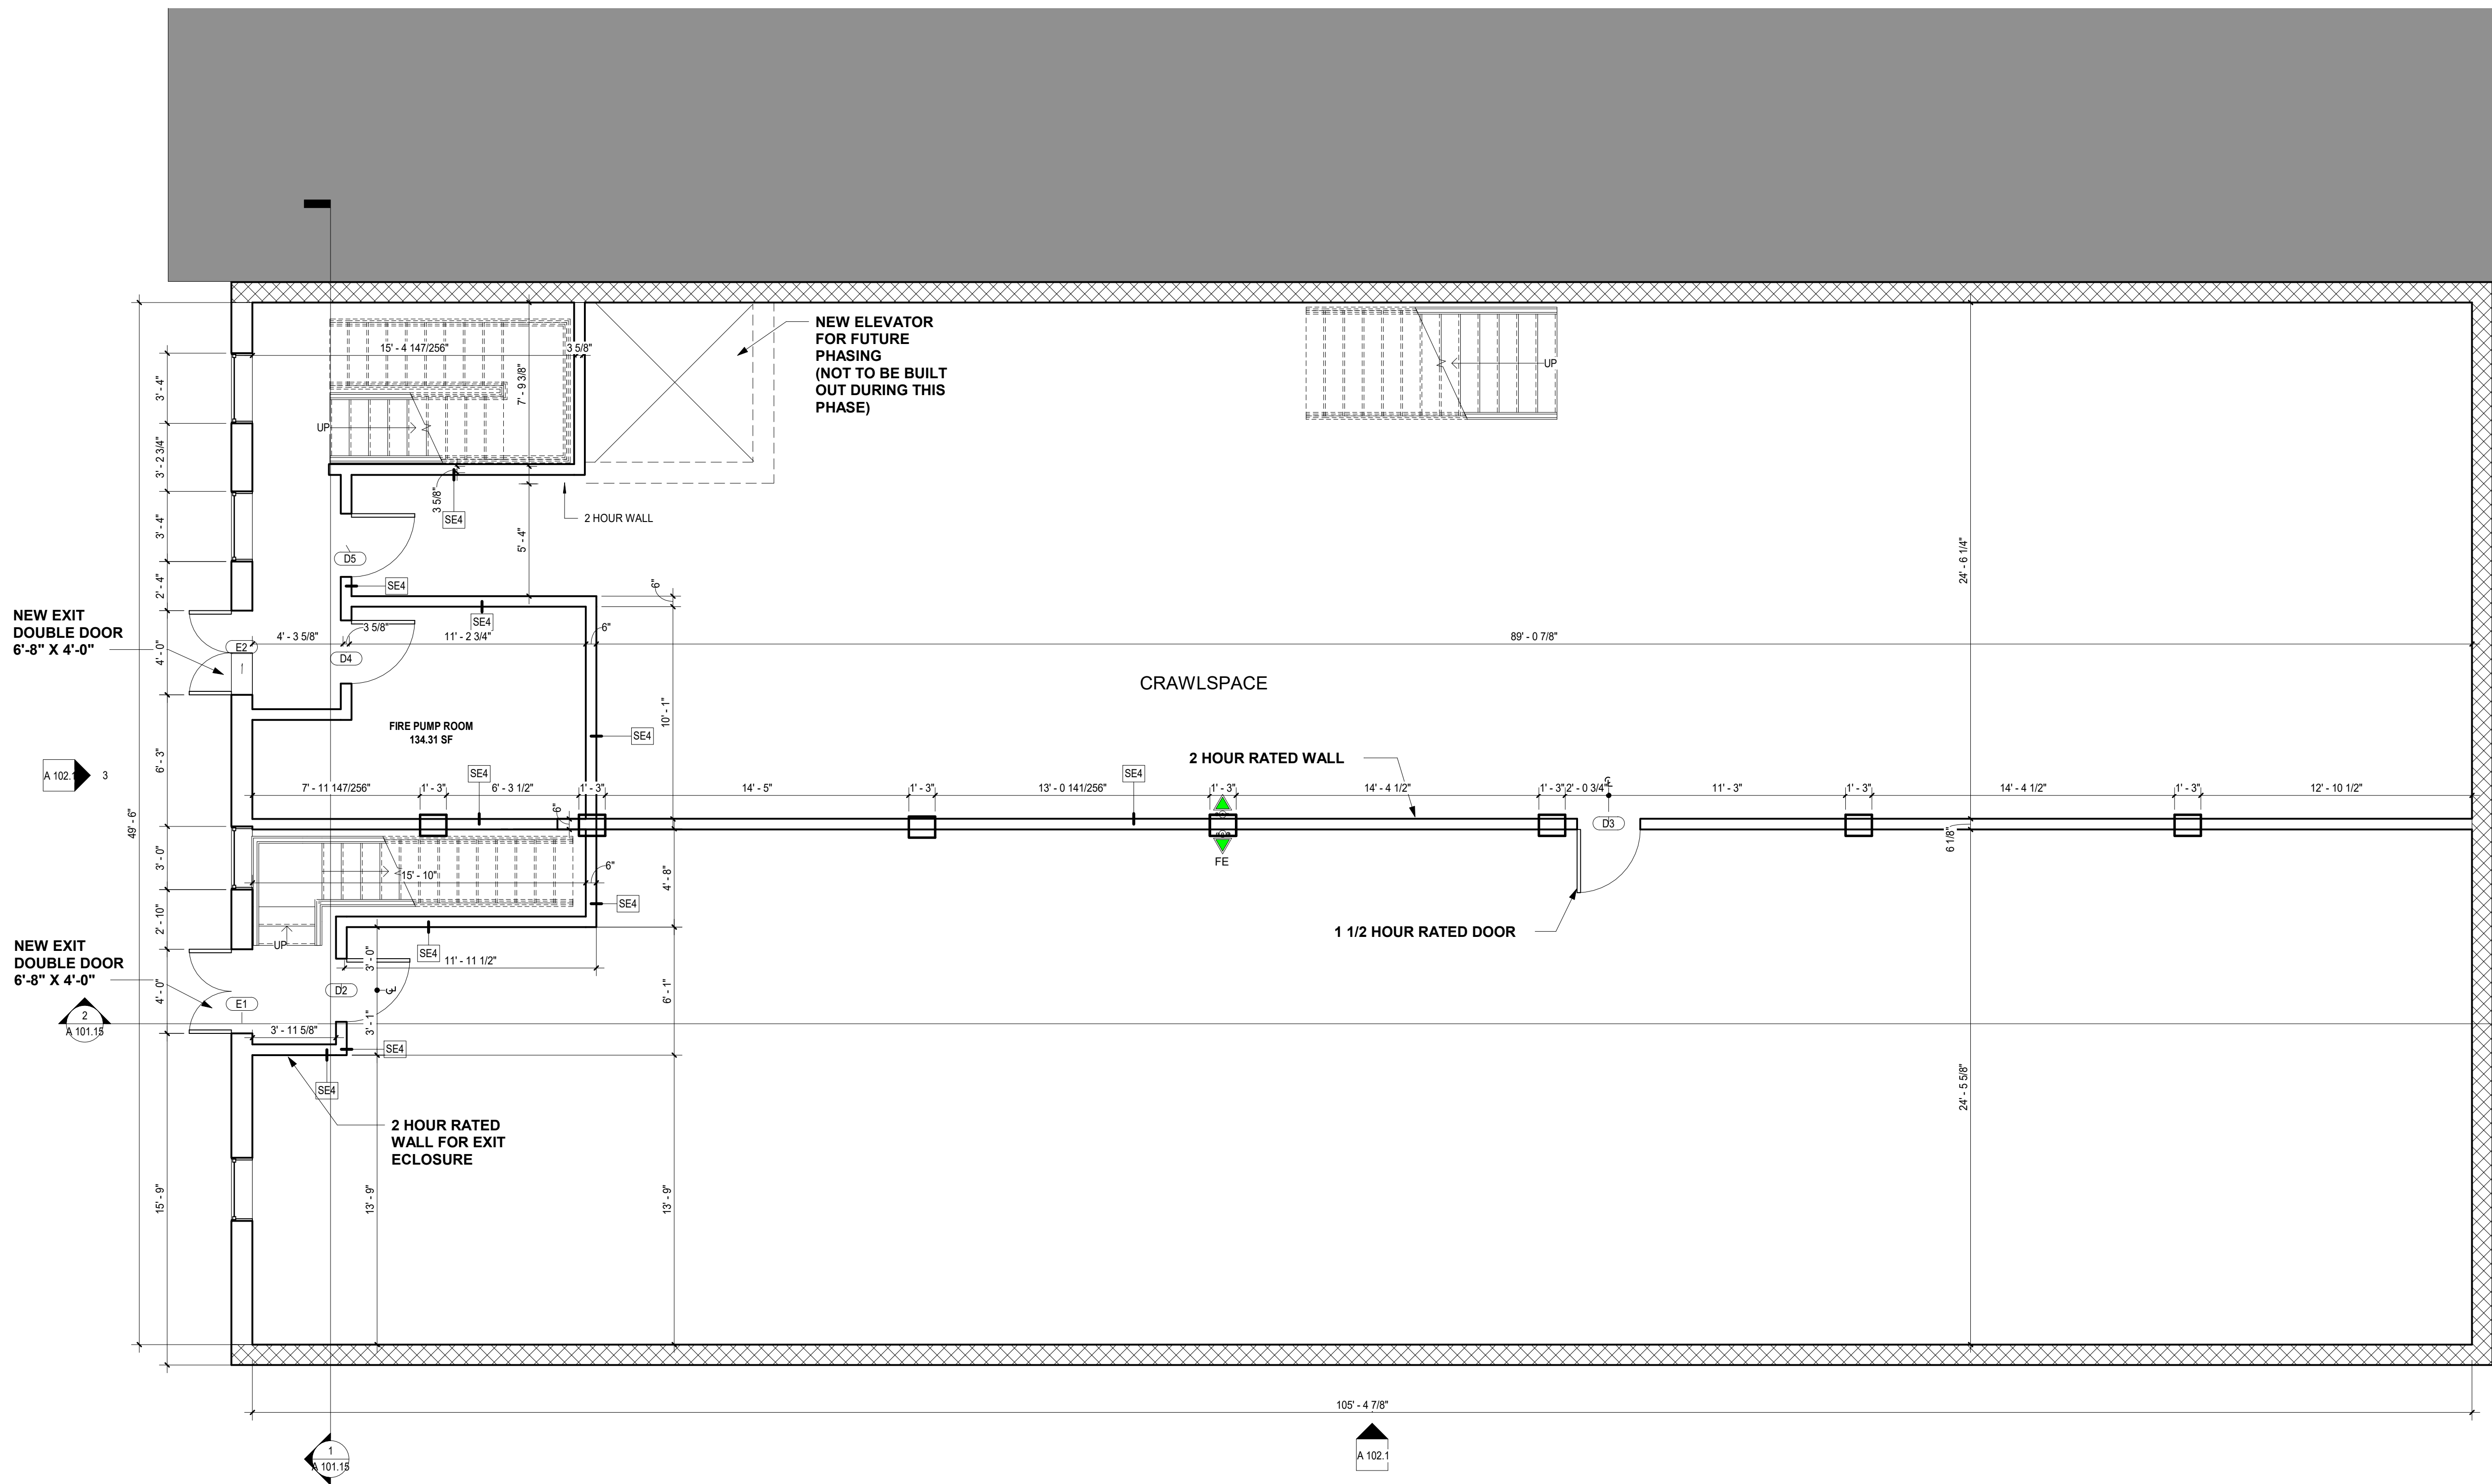 NEW ELEVATOR
FOR FUTURE
PHASING
(NOT TO BE BUILT
OUT DURING THIS
PHASE)
15' - 4 147/256"
3 5/8"
7' - 9 3/8"
UP
UP
3' - 4"
3' - 2 3/4"
3' - 4"
2' - 4"
4' - 0"
6' - 3"
3' - 0"
2' - 10"
4' - 0"
15' - 9"
49' - 6"
3 5/8"
SE4
2 HOUR WALL
5' - 4"
D5
SE4
SE4
6"
24' - 6 1/4"
NEW EXIT
DOUBLE DOOR
6'-8" X 4'-0"
E2
4' - 3 5/8"
3 5/8"
11' - 2 3/4"
6"
89' - 0 7/8"
D4
CRAWLSPACE
10' - 1"
FIRE PUMP ROOM
134.31 SF
SE4
2 HOUR RATED WALL
A 102.1
3
SE4
SE4
7' - 11 147/256"
1' - 3"
6' - 3 1/2"
1' - 3"
14' - 5"
1' - 3"
13' - 0 141/256"
1' - 3"
14' - 4 1/2"
1' - 3"
2' - 0 3/4"
11' - 3"
1' - 3"
14' - 4 1/2"
1' - 3"
12' - 10 1/2"
6"
D3
6 1/8"
FE
15' - 10"
6"
4' - 8"
SE4
1 1/2 HOUR RATED DOOR
UP
SE4
3' - 0"
11' - 11 1/2"
NEW EXIT
DOUBLE DOOR
6'-8" X 4'-0"
E1
D2
6' - 1"
2
A 101.15
3' - 11 5/8"
3' - 1"
SE4
SE4
24' - 5 5/8"
2 HOUR RATED
WALL FOR EXIT
ECLOSURE
13' - 9"
13' - 9"
105' - 4 7/8"
1
A 101.15
A 102.1